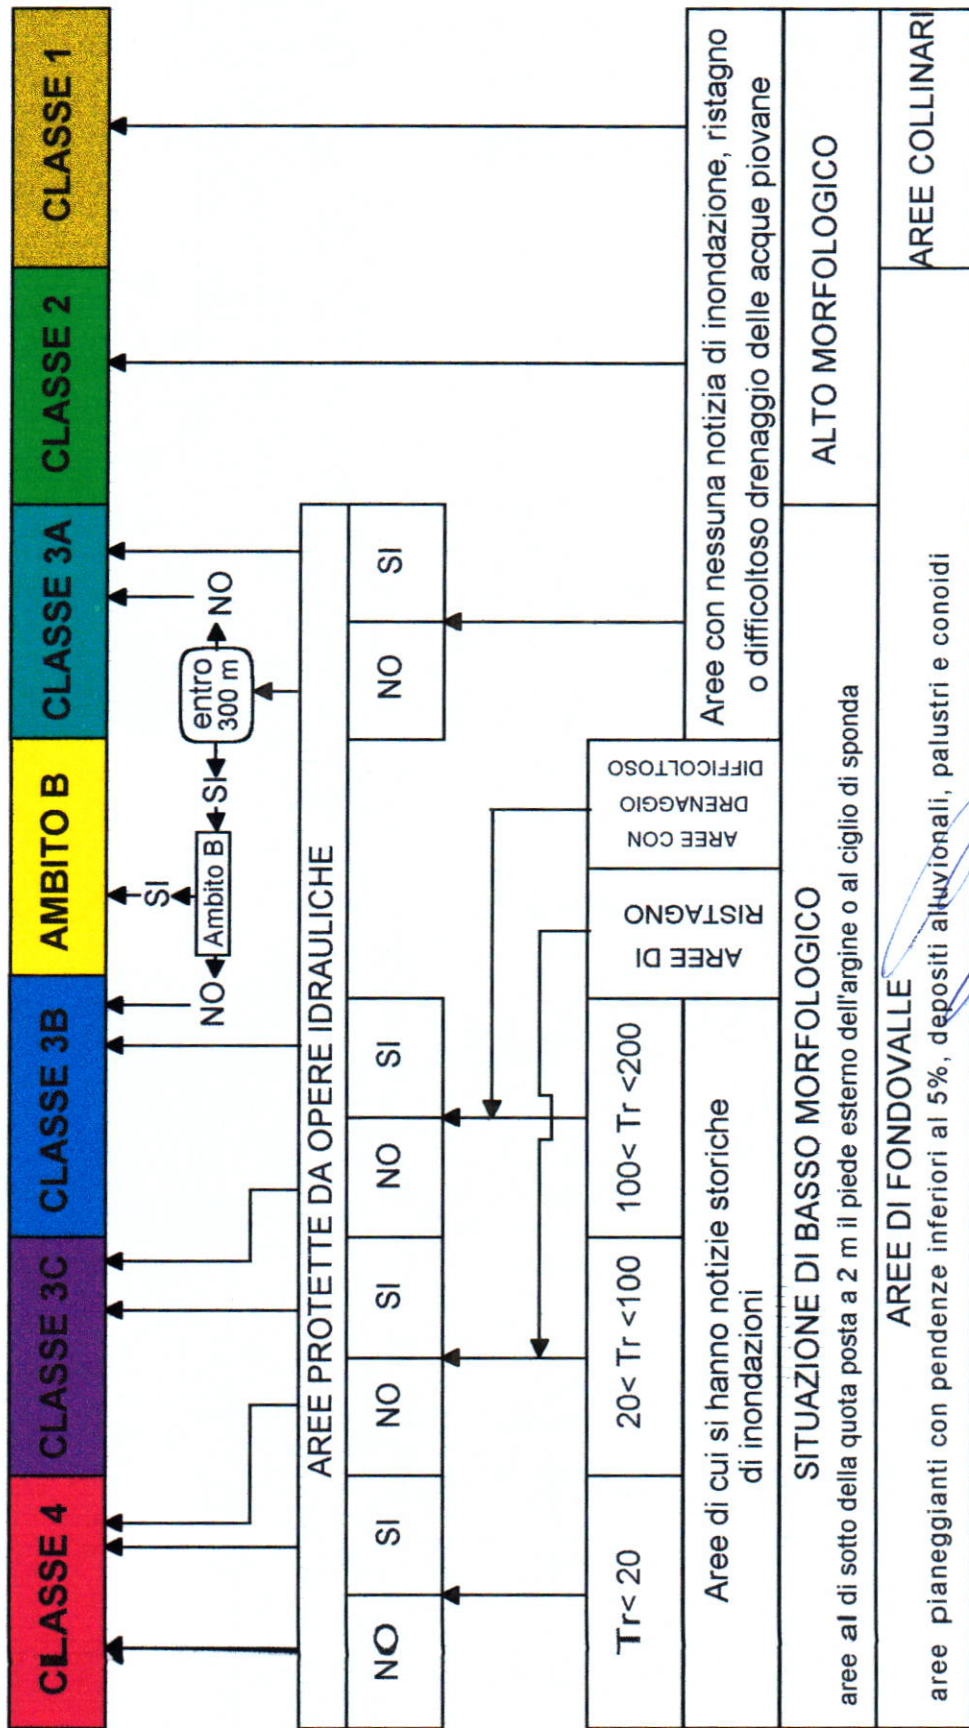 CLASSE 4
CLASSE 3C
CLASSE 3B
AMBITO B
CLASSE 3A
CLASSE 2
CLASSE 1
NO
Ambito B
SI
SI
entro
300 m
NO
AREE PROTETTE DA OPERE IDRAULICHE
NO
SI
NO
SI
NO
SI
NO
SI
Tr< 20
20< Tr <100
100< Tr <200
AREE DI
RISTAGNO
AREE CON
DRENAGGIO
DIFFICOLTOSO
Aree di cui si hanno notizie storiche
di inondazioni
Aree con nessuna notizia di inondazione, ristagno
o difficoltoso drenaggio delle acque piovane
SITUAZIONE DI BASSO MORFOLOGICO
aree al di sotto della quota posta a 2 m il piede esterno dell'argine o al ciglio di sponda
ALTO MORFOLOGICO
AREE DI FONDOVALLE
aree pianeggianti con pendenze inferiori al 5%, depositi alluvionali, palustri e conoidi
AREE COLLINARI